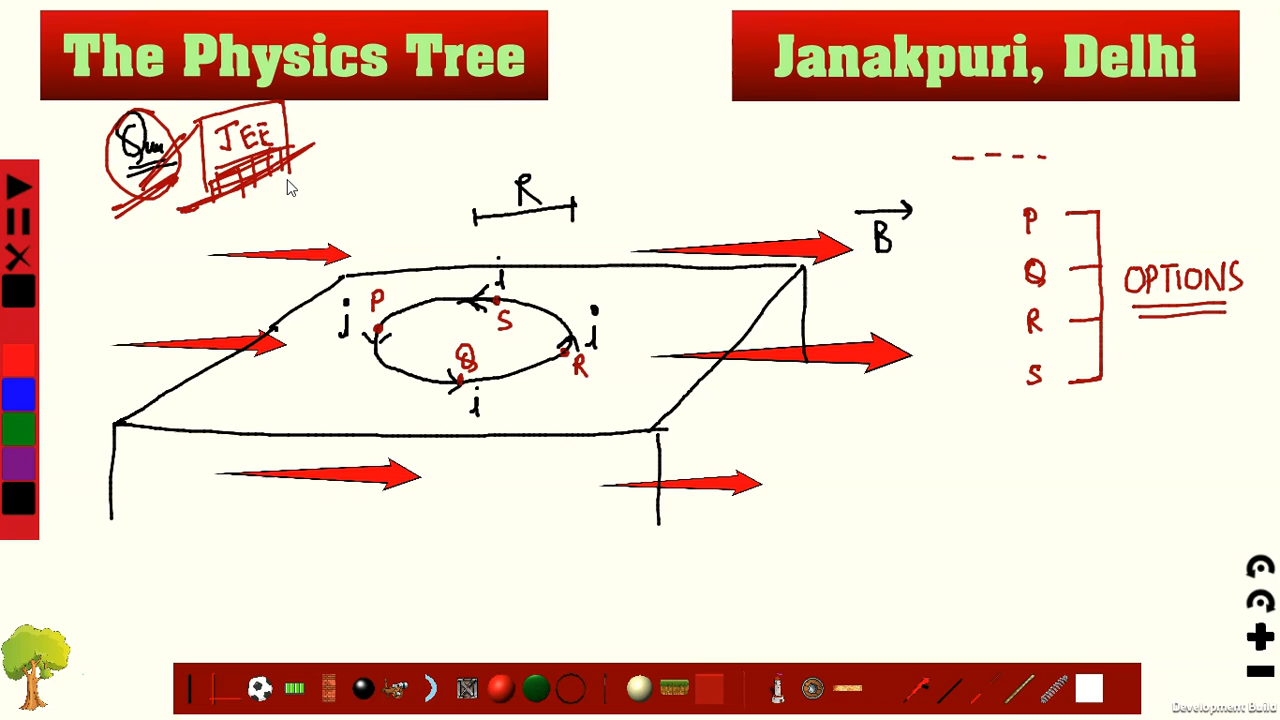 The Physics Tree
Janakpuri, Delhi
JEE
R
B
i
P
S
i
i
Q
R
i
P
Q
R
S
OPTIONS
Development Build